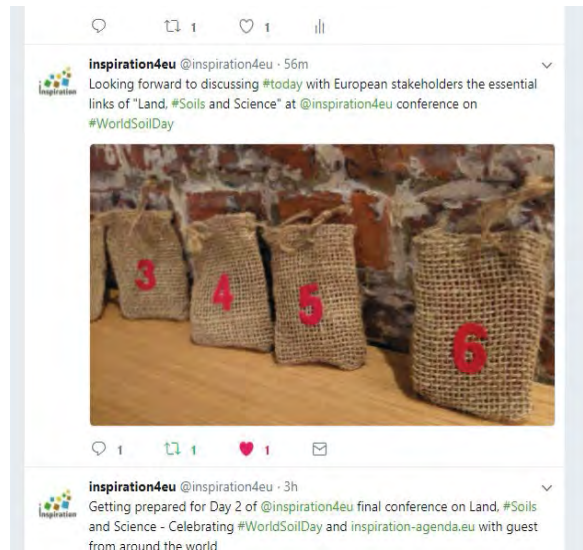 1 1
inspiration4eu @inspiration4eu · 56m
inspiration
Looking forward to discussing #today with European stakeholders the essential
links of "Land, #Soils and Science" at @inspiration4eu conference on
#WorldSoilDay
3 4 5 6
1 1 1
inspiration4eu @inspiration4eu · 3h
inspiration
Getting prepared for Day 2 of @inspiration4eu final conference on Land, #Soils
and Science - Celebrating #WorldSoilDay and inspiration-agenda.eu with guest
from around the world